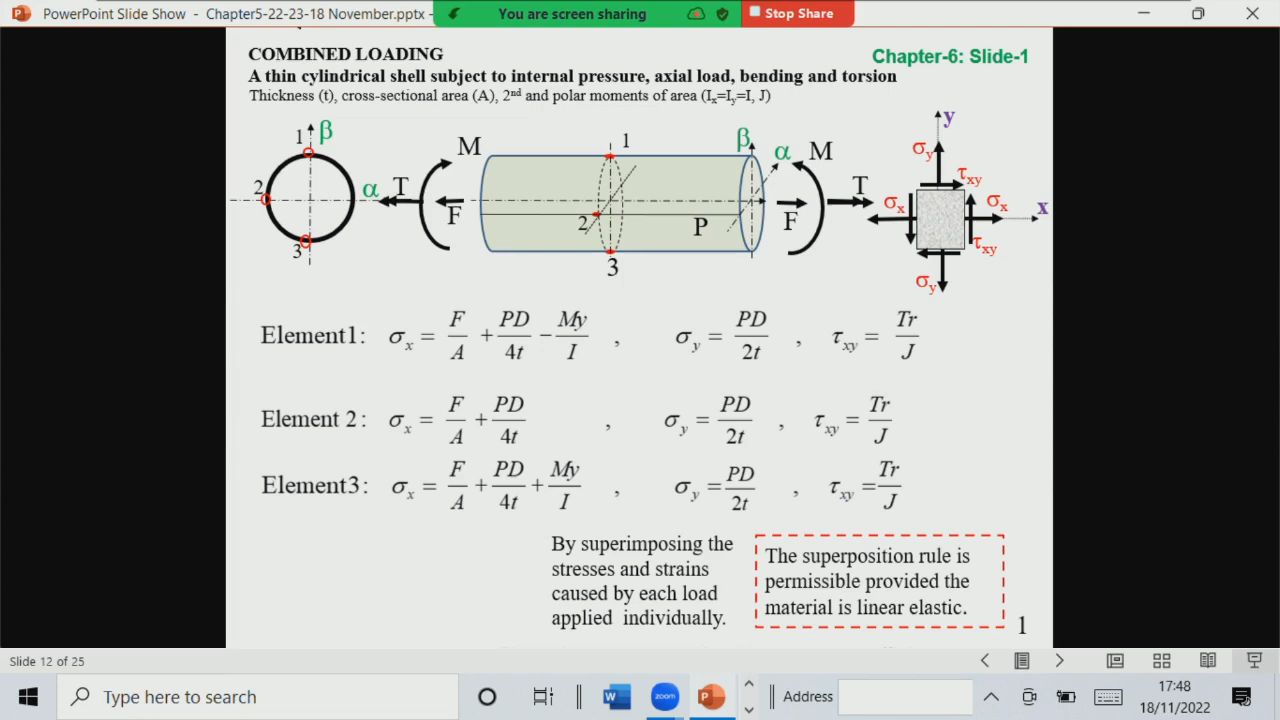 PowerPoint Slide Show - Chapter5-22-23-18 November.pptx -
You are screen sharing
Stop Share
COMBINED LOADING
Chapter-6: Slide-1
A thin cylindrical shell subject to internal pressure, axial load, bending and torsion
Thickness (t), cross-sectional area (A), 2nd and polar moments of area (Ix=Iy=I, J)
1 β
2 α
3
M
T
F
1
2
3
P
β α M
T
F
y
σy
τxy
σx σx
x
τxy
σy
Element1: σx = F/A + PD/4t − My/I , σy = PD/2t , τxy = Tr/J
Element 2: σx = F/A + PD/4t , σy = PD/2t , τxy = Tr/J
Element3: σx = F/A + PD/4t + My/I , σy = PD/2t , τxy = Tr/J
By superimposing the
stresses and strains
caused by each load
applied individually.
The superposition rule is
permissible provided the
material is linear elastic.
1
Slide 12 of 25
Type here to search
W
zoom
P
Address
17:48
18/11/2022